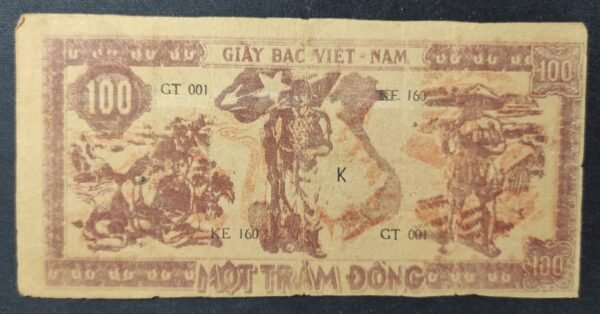 GIẤY BẠC VIỆT-NAM
100
GT 001
KE 160
100
K
KE 160
GT 001
MỘT TRĂM ĐỒNG
100